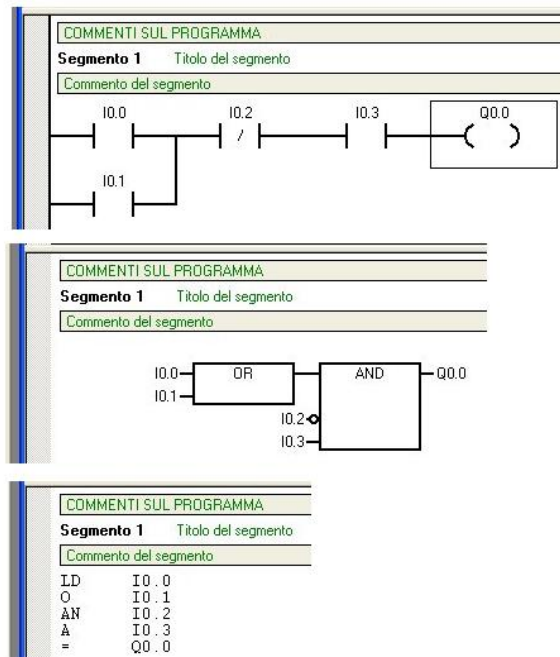 COMMENTI SUL PROGRAMMA
Segmento 1 Titolo del segmento
Commento del segmento
I0.0 I0.2 I0.3 Q0.0
/
I0.1
COMMENTI SUL PROGRAMMA
Segmento 1 Titolo del segmento
Commento del segmento
I0.0 OR AND Q0.0
I0.1
I0.2
I0.3
COMMENTI SUL PROGRAMMA
Segmento 1 Titolo del segmento
Commento del segmento
LD I0.0
O I0.1
AN I0.2
A I0.3
= Q0.0